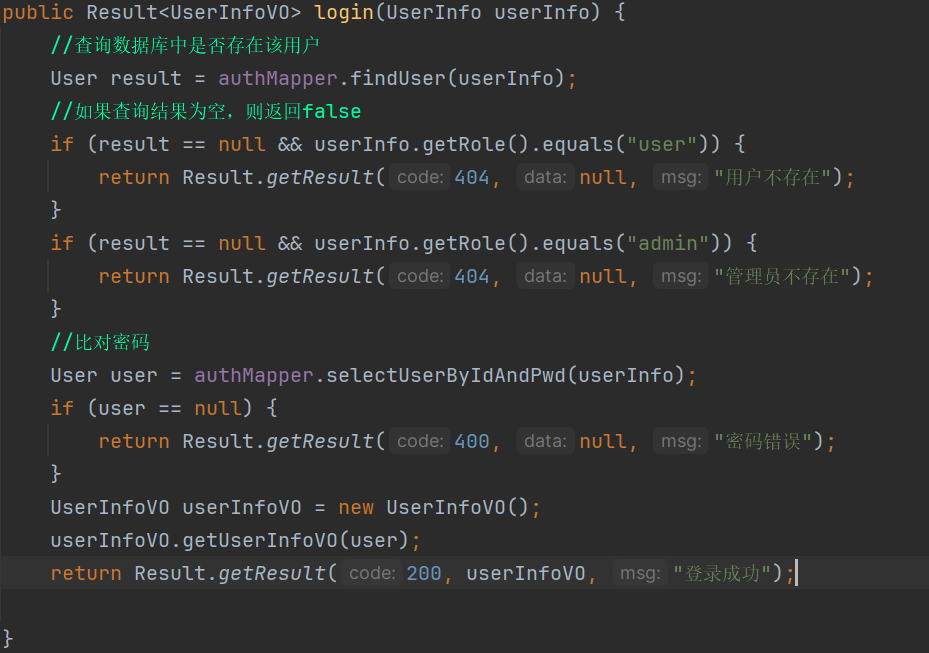 public Result<UserInfoVO> login(UserInfo userInfo) {
//查询数据库中是否存在该用户
User result = authMapper.findUser(userInfo);
//如果查询结果为空，则返回false
if (result == null && userInfo.getRole().equals("user")) {
return Result.getResult( code: 404, data: null, msg: "用户不存在");
}
if (result == null && userInfo.getRole().equals("admin")) {
return Result.getResult( code: 404, data: null, msg: "管理员不存在");
}
//比对密码
User user = authMapper.selectUserByIdAndPwd(userInfo);
if (user == null) {
return Result.getResult( code: 400, data: null, msg: "密码错误");
}
UserInfoVO userInfoVO = new UserInfoVO();
userInfoVO.getUserInfoVO(user);
return Result.getResult( code: 200, userInfoVO, msg: "登录成功");
}